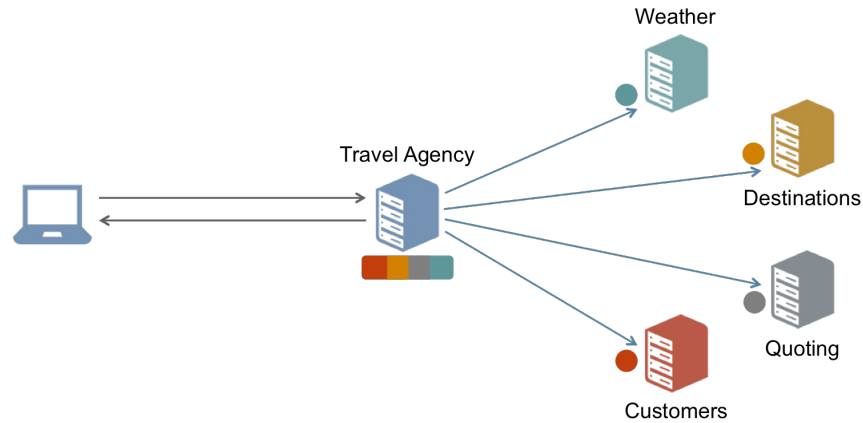 Weather
Travel Agency
Destinations
Quoting
Customers